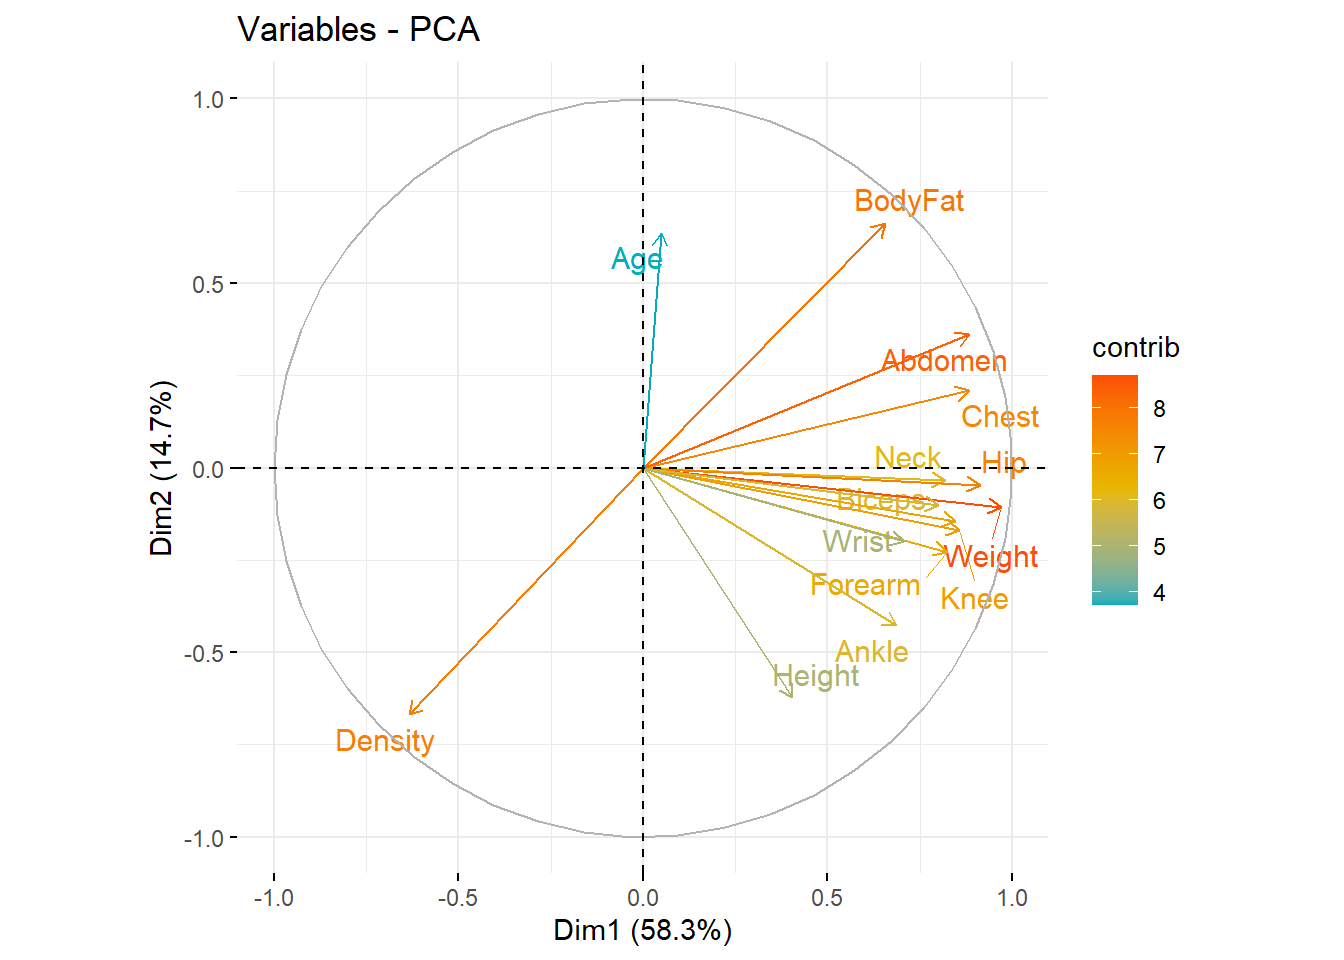 Variables - PCA
1.0
0.5
0.0
-0.5
-1.0
Dim2 (14.7%)
BodyFat
Age
Abdomen
Chest
Neck
Hip
Biceps
Wrist
Weight
Forearm
Knee
Ankle
Height
Density
-1.0
-0.5
0.0
0.5
1.0
Dim1 (58.3%)
contrib
8
7
6
5
4